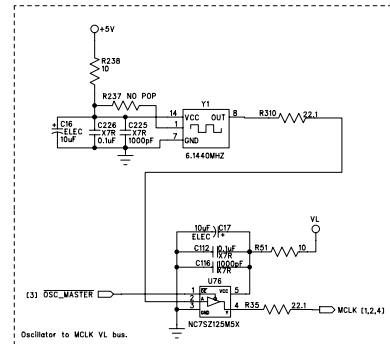 +5V
R238
10
R237 NO POP
C16
ELEC
10uF
C226
X7R
0.1uF
C225
X7R
1000pF
Y1
14 VCC OUT 8
1
7 GND
6.1440MHZ
R310 22.1
VL
10uF C17
ELEC
C112 0.1uF
X7R
R51 10
C116 1000pF
X7R
U76
[3] OSC_MASTER
1 OE VCC 5
2 A
3 GND Y 4
NC7SZ125M5X
R35 22.1
MCLK [1,2,4]
Oscillator to MCLK VL bus.